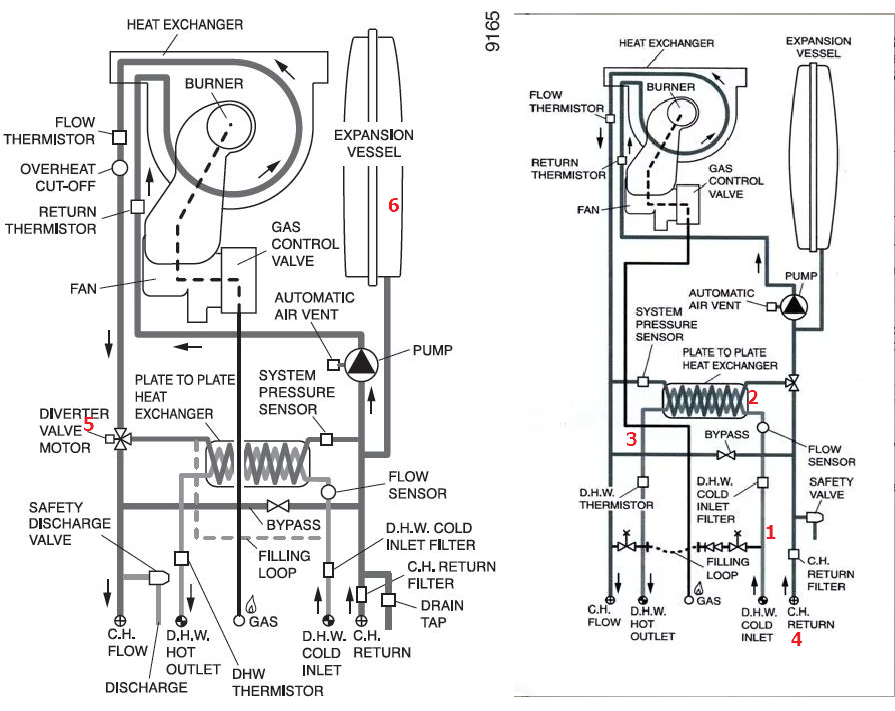 HEAT EXCHANGER
BURNER
FLOW
THERMISTOR
OVERHEAT
CUT-OFF
RETURN
THERMISTOR
FAN
GAS
CONTROL
VALVE
EXPANSION
VESSEL
6
AUTOMATIC
AIR VENT
PUMP
PLATE TO PLATE
HEAT
EXCHANGER
SYSTEM
PRESSURE
SENSOR
DIVERTER
5
VALVE
MOTOR
FLOW
SENSOR
SAFETY
DISCHARGE
VALVE
BYPASS
FILLING
LOOP
D.H.W. COLD
INLET FILTER
C.H. RETURN
FILTER
DRAIN
TAP
C.H.
FLOW
D.H.W.
HOT
OUTLET
GAS
D.H.W.
COLD
INLET
C.H.
RETURN
DISCHARGE
DHW
THERMISTOR
9165
HEAT EXCHANGER
EXPANSION
VESSEL
BURNER
FLOW
THERMISTOR
RETURN
THERMISTOR
GAS
CONTROL
VALVE
FAN
PUMP
AUTOMATIC
AIR VENT
SYSTEM
PRESSURE
SENSOR
PLATE TO PLATE
HEAT EXCHANGER
2
3
BYPASS
FLOW
SENSOR
D.H.W.
THERMISTOR
D.H.W.
COLD
INLET
FILTER
SAFETY
VALVE
1
FILLING
LOOP
C.H.
RETURN
FILTER
C.H.
FLOW
D.H.W.
HOT
OUTLET
GAS
D.H.W.
COLD
INLET
C.H.
RETURN
4